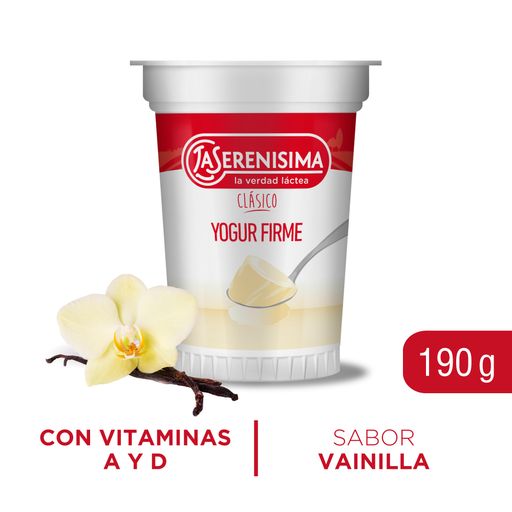 LA SERENISIMA
la verdad láctea
CLÁSICO
YOGUR FIRME
190 g
CON VITAMINAS
A Y D
SABOR
VAINILLA